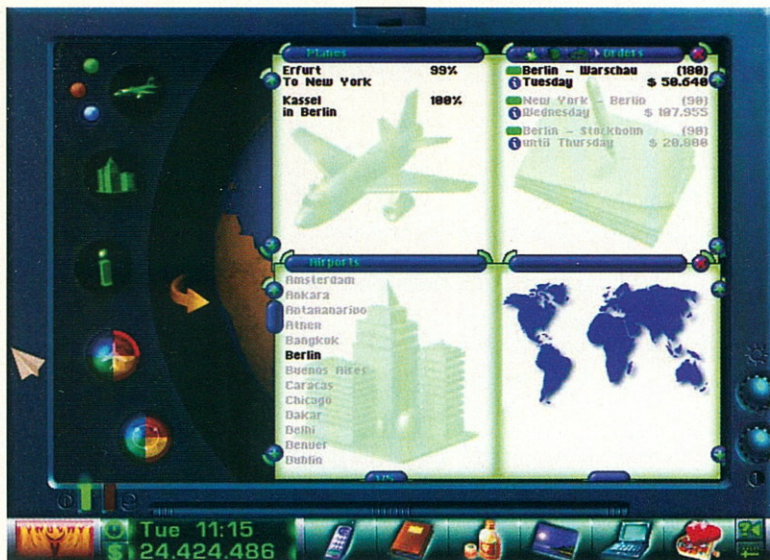 Planes
Erfurt 99%
To New York
Kassel 100%
in Berlin
Orders
Berlin - Warschau (180)
Tuesday $ 50.640
New York - Berlin (90)
Wednesday $ 107.955
Berlin - Stockholm (90)
until Thursday $ 20.880
Airports
Amsterdam
Ankara
Antananarivo
Athen
Bangkok
Berlin
Buenos Aires
Caracas
Chicago
Dakar
Delhi
Denver
Dublin
Tue 11:15
$ 24.424.486